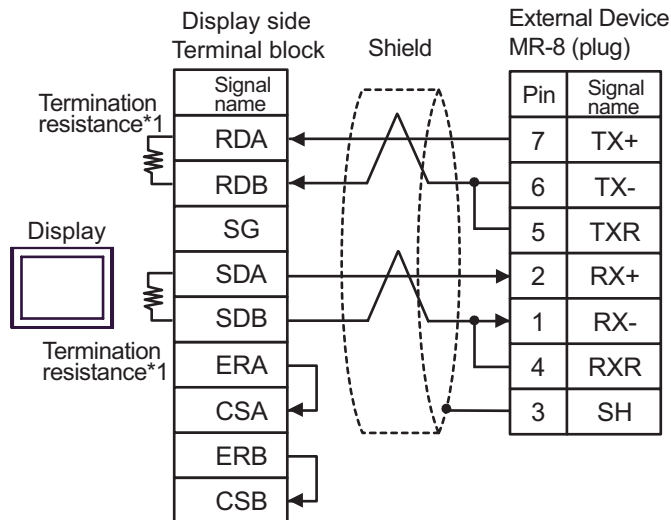 Display side
Terminal block
Shield
External Device
MR-8 (plug)
Signal
name
Pin
Signal
name
Termination
resistance*1
RDA
7
TX+
RDB
6
TX-
SG
5
TXR
Display
SDA
2
RX+
SDB
1
RX-
Termination
resistance*1
ERA
4
RXR
CSA
3
SH
ERB
CSB